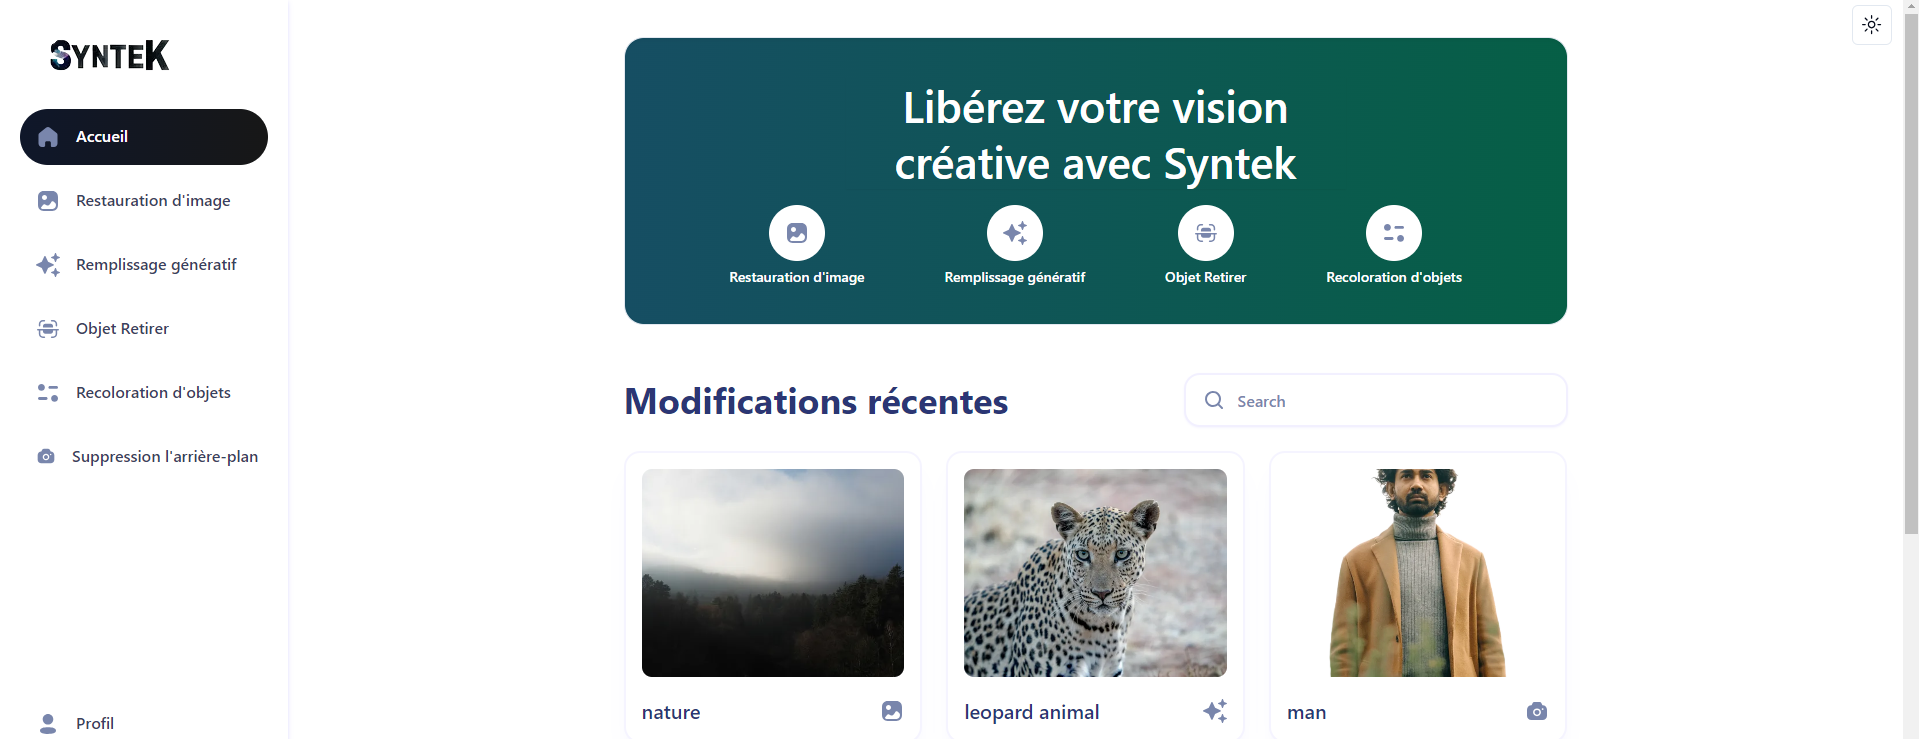 SYNTEK
Accueil
Restauration d'image
Remplissage génératif
Objet Retirer
Recoloration d'objets
Suppression l'arrière-plan
Profil
Libérez votre vision
créative avec Syntek
Restauration d'image
Remplissage génératif
Objet Retirer
Recoloration d'objets
Modifications récentes
Search
nature
leopard animal
man